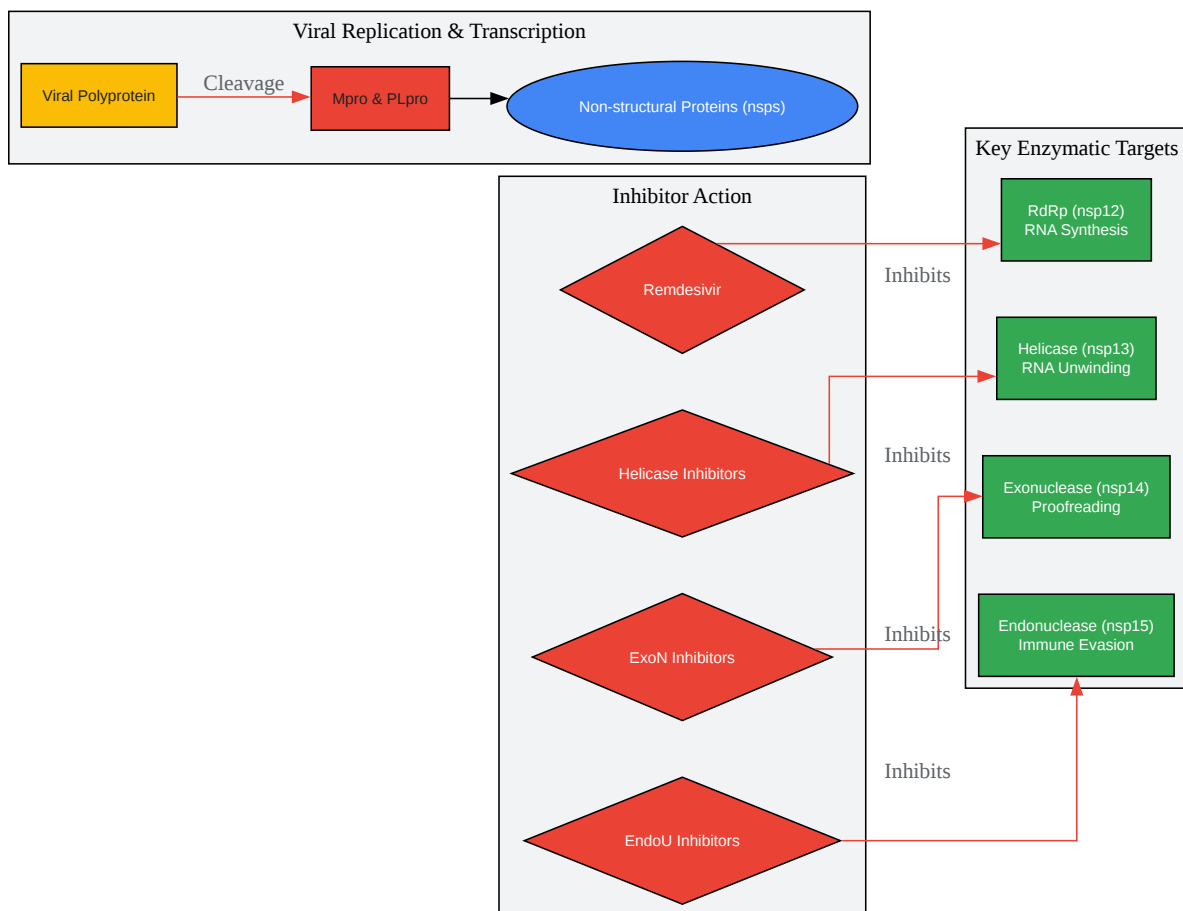 Viral Replication & Transcription
Viral Polyprotein
Cleavage
Mpro & PLpro
Non-structural Proteins (nsps)
Inhibitor Action
Remdesivir
Helicase Inhibitors
ExoN Inhibitors
EndoU Inhibitors
Inhibits
Inhibits
Inhibits
Inhibits
Key Enzymatic Targets
RdRp (nsp12)
RNA Synthesis
Helicase (nsp13)
RNA Unwinding
Exonuclease (nsp14)
Proofreading
Endonuclease (nsp15)
Immune Evasion